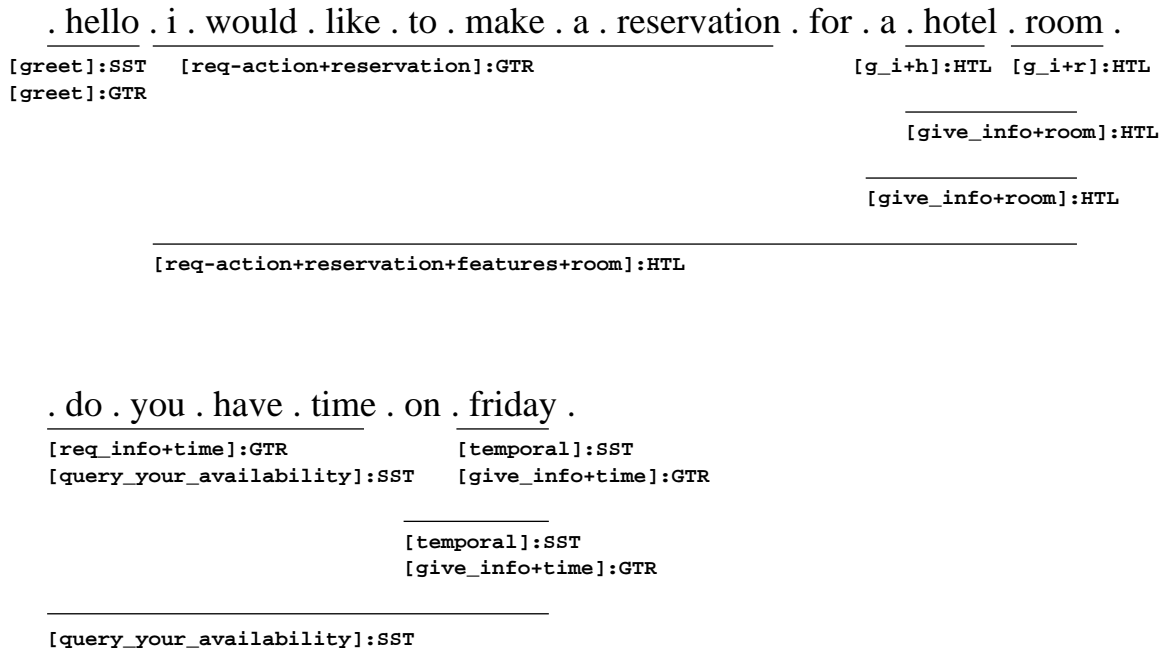 . hello . i . would . like . to . make . a . reservation . for . a . hotel . room .
[greet]:SST [req-action+reservation]:GTR [g_i+h]:HTL [g_i+r]:HTL
[greet]:GTR
[give_info+room]:HTL
[give_info+room]:HTL
[req-action+reservation+features+room]:HTL
. do . you . have . time . on . friday .
[req_info+time]:GTR [temporal]:SST
[query_your_availability]:SST [give_info+time]:GTR
[temporal]:SST
[give_info+time]:GTR
[query_your_availability]:SST